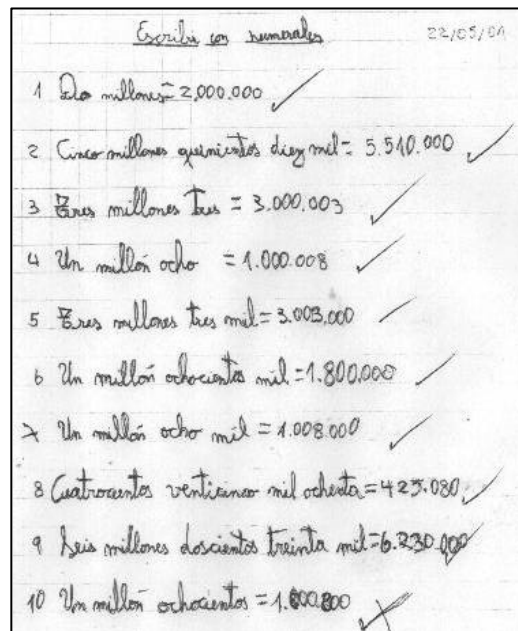 Escribir con numerales 22/05/01
1 Dos millones = 2.000.000
2 Cinco millones quinientos diez mil = 5.510.000
3 Tres millones tres = 3.000.003
4 Un millón ocho = 1.000.008
5 Tres millones tres mil = 3.003.000
6 Un millón ochocientos mil = 1.800.000
7 Un millón ocho mil = 1.008.000
8 Cuatrocientos venticinco mil ochenta = 425.080
9 Seis millones doscientos treinta mil = 6.230.000
10 Un millón ochocientos = 1.000.800